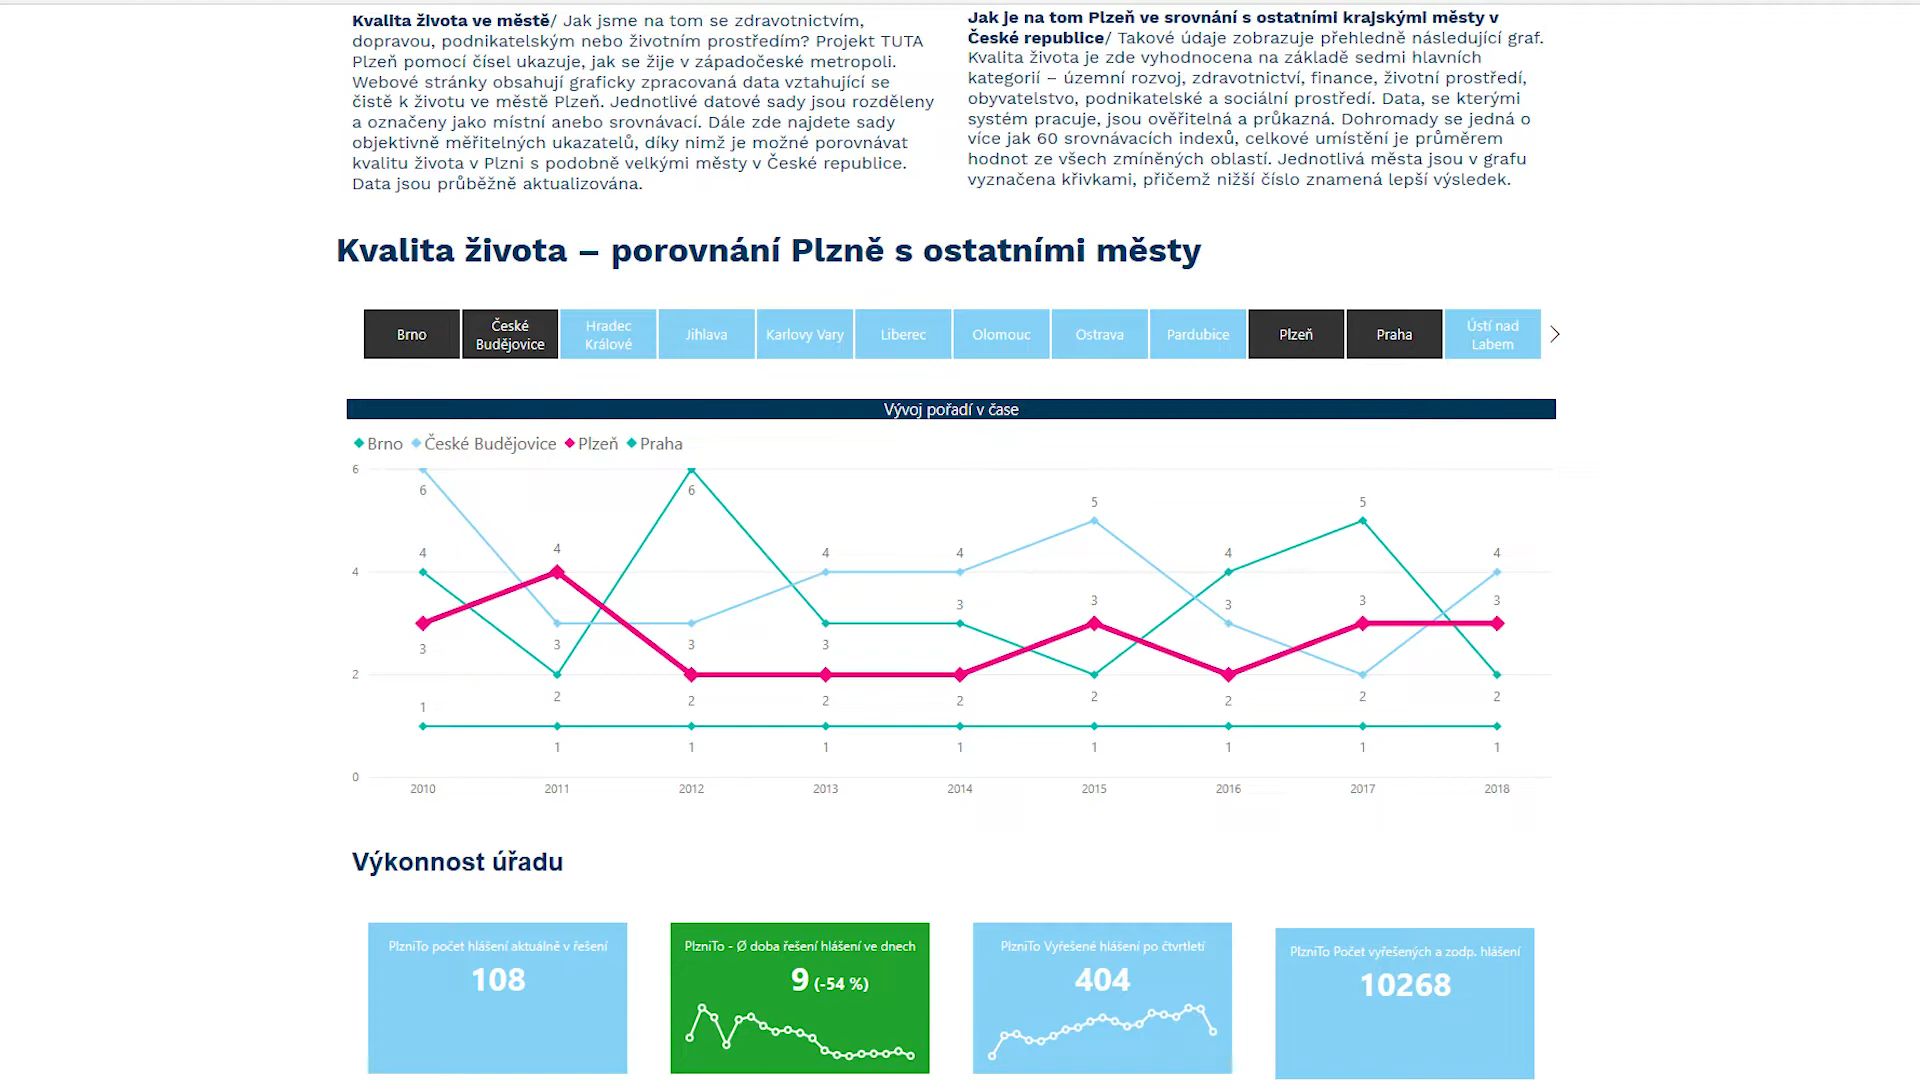 Kvalita života ve městě/ Jak jsme na tom se zdravotnictvím,
dopravou, podnikatelským nebo životním prostředím? Projekt TUTA
Plzeň pomocí čísel ukazuje, jak se žije v západočeské metropoli.
Webové stránky obsahují graficky zpracovaná data vztahující se
čistě k životu ve městě Plzeň. Jednotlivé datové sady jsou rozděleny
a označeny jako místní anebo srovnávací. Dále zde najdete sady
objektivně měřitelných ukazatelů, díky nimž je možné porovnávat
kvalitu života v Plzni s podobně velkými městy v České republice.
Data jsou průběžně aktualizována.
Jak je na tom Plzeň ve srovnání s ostatními krajskými městy v
České republice/ Takové údaje zobrazuje přehledně následující graf.
Kvalita života je zde vyhodnocena na základě sedmi hlavních
kategorií – územní rozvoj, zdravotnictví, finance, životní prostředí,
obyvatelstvo, podnikatelské a sociální prostředí. Data, se kterými
systém pracuje, jsou ověřitelná a průkazná. Dohromady se jedná o
více jak 60 srovnávacích indexů, celkové umístění je průměrem
hodnot ze všech zmíněných oblastí. Jednotlivá města jsou v grafu
vyznačena křivkami, přičemž nižší číslo znamená lepší výsledek.
Kvalita života – porovnání Plzně s ostatními městy
Brno
České
Budějovice
Hradec
Králové
Jihlava
Karlovy Vary
Liberec
Olomouc
Ostrava
Pardubice
Plzeň
Praha
Ústí nad
Labem
Vývoj pořadí v čase
Brno České Budějovice Plzeň Praha
6
6 6
5 5
4 4 4 4 4 4
4
3 3 3 3 3
3 3 3 3
2
2 2 2 2 2 2 2 2
1
1 1 1 1 1 1 1 1
0
2010 2011 2012 2013 2014 2015 2016 2017 2018
Výkonnost úřadu
PlzniTo počet hlášení aktuálně v řešení
108
PlzniTo - Ø doba řešení hlášení ve dnech
9 (-54 %)
PlzniTo Vyřešené hlášení po čtvrtletí
404
PlzniTo Počet vyřešených a zodp. hlášení
10268